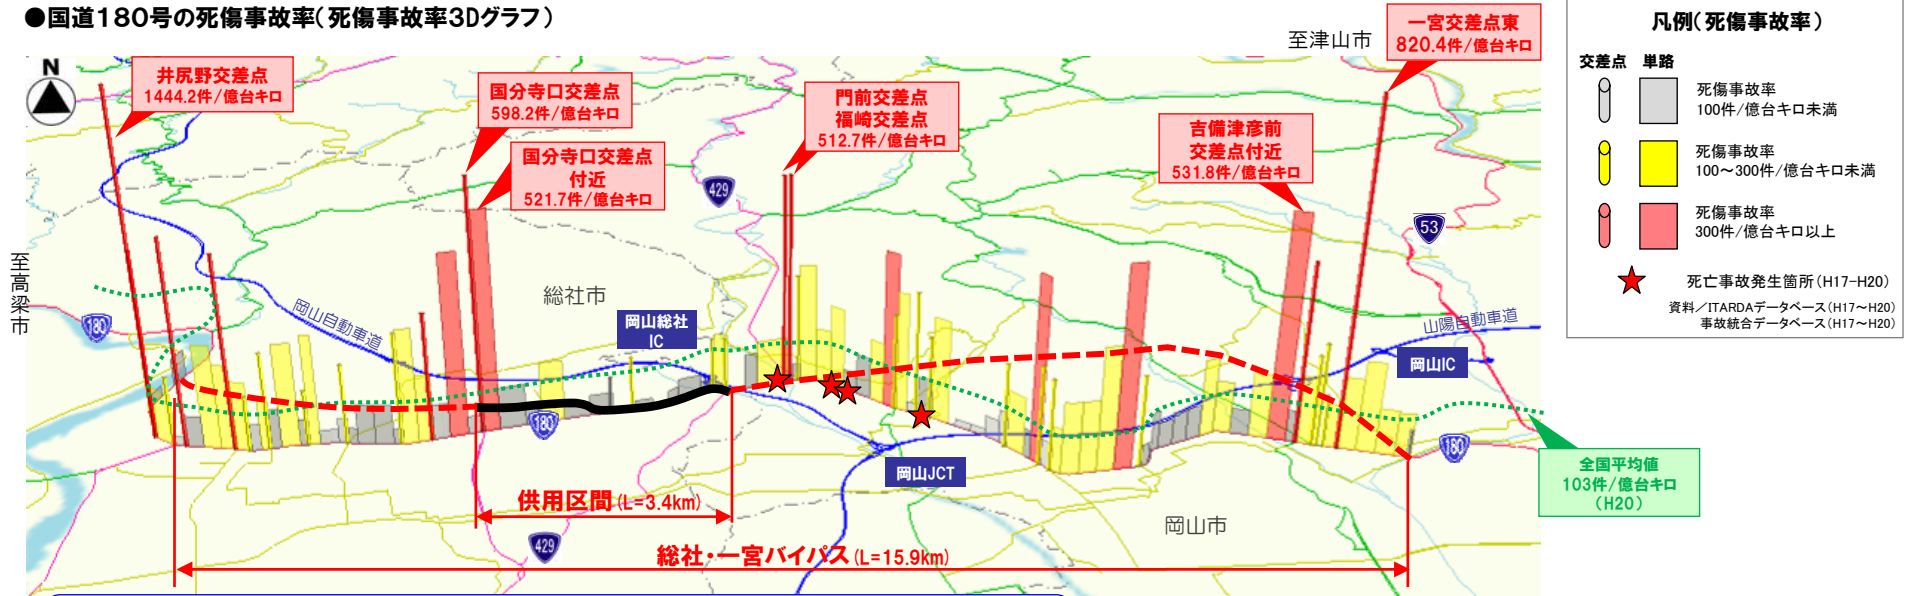 ●国道180号の死傷事故率(死傷事故率3Dグラフ)
至津山市
一宮交差点東
820.4件/億台キロ
N
井尻野交差点
1444.2件/億台キロ
国分寺口交差点
598.2件/億台キロ
国分寺口交差点
付近
521.7件/億台キロ
門前交差点
福崎交差点
512.7件/億台キロ
吉備津彦前
交差点付近
531.8件/億台キロ
429
53
至高梁市
180
岡山自動車道
総社市
岡山総社
IC
山陽自動車道
岡山IC
180
180
岡山JCT
全国平均値
103件/億台キロ
(H20)
供用区間(L=3.4km)
岡山市
429
総社・一宮バイパス(L=15.9km)
凡例(死傷事故率)
交差点 単路
死傷事故率
100件/億台キロ未満
死傷事故率
100~300件/億台キロ未満
死傷事故率
300件/億台キロ以上
死亡事故発生箇所(H17-H20)
資料/ITARDAデータベース(H17~H20)
事故統合データベース(H17~H20)